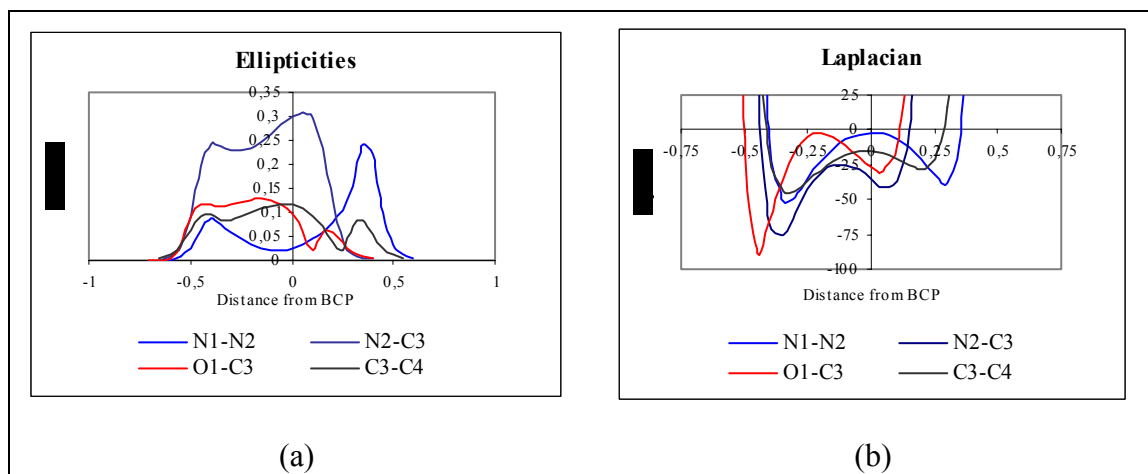 Ellipticities
0,35
0,3
0,25
0,2
0,15
0,1
0,05
0
-1
-0,5
0
0,5
1
Distance from BCP
N1-N2
N2-C3
O1-C3
C3-C4
(a)
Laplacian
25
0
-25
-50
-75
-100
-0,75
-0,5
-0,25
0
0,25
0,5
0,75
Distance from BCP
N1-N2
N2-C3
O1-C3
C3-C4
(b)